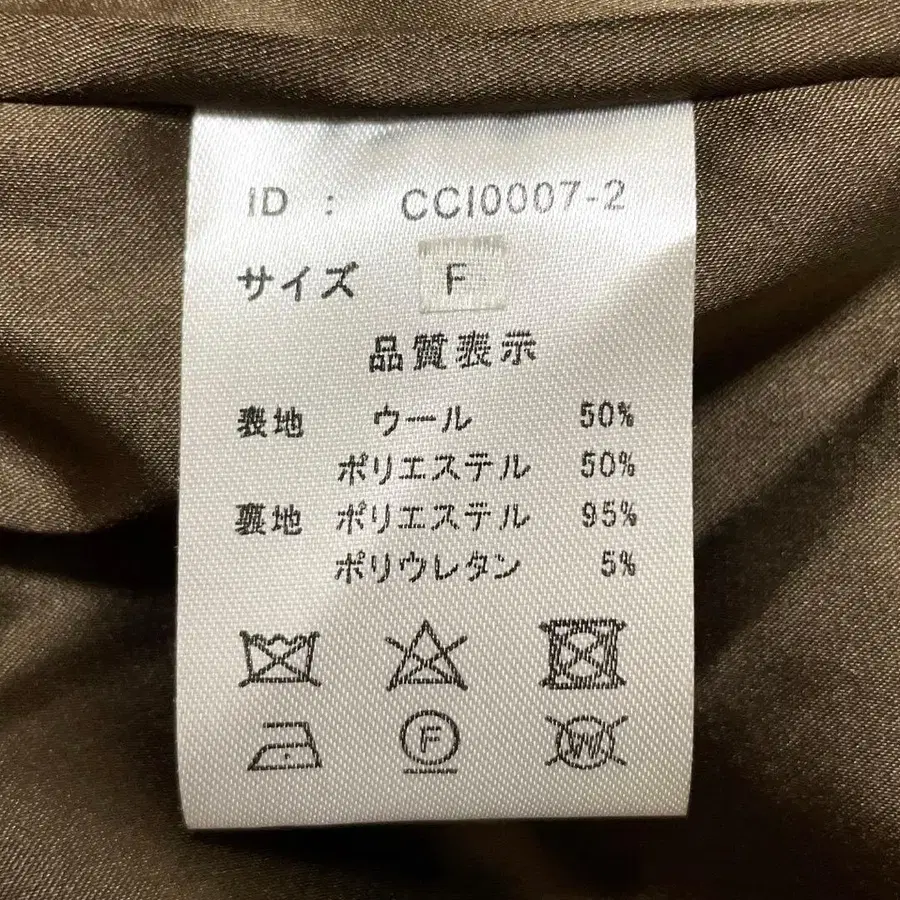 ID : CCI0007-2
サイズ F
品質表示
表地 ウール 50%
ポリエステル 50%
裏地 ポリエステル 95%
ポリウレタン 5%
F
W